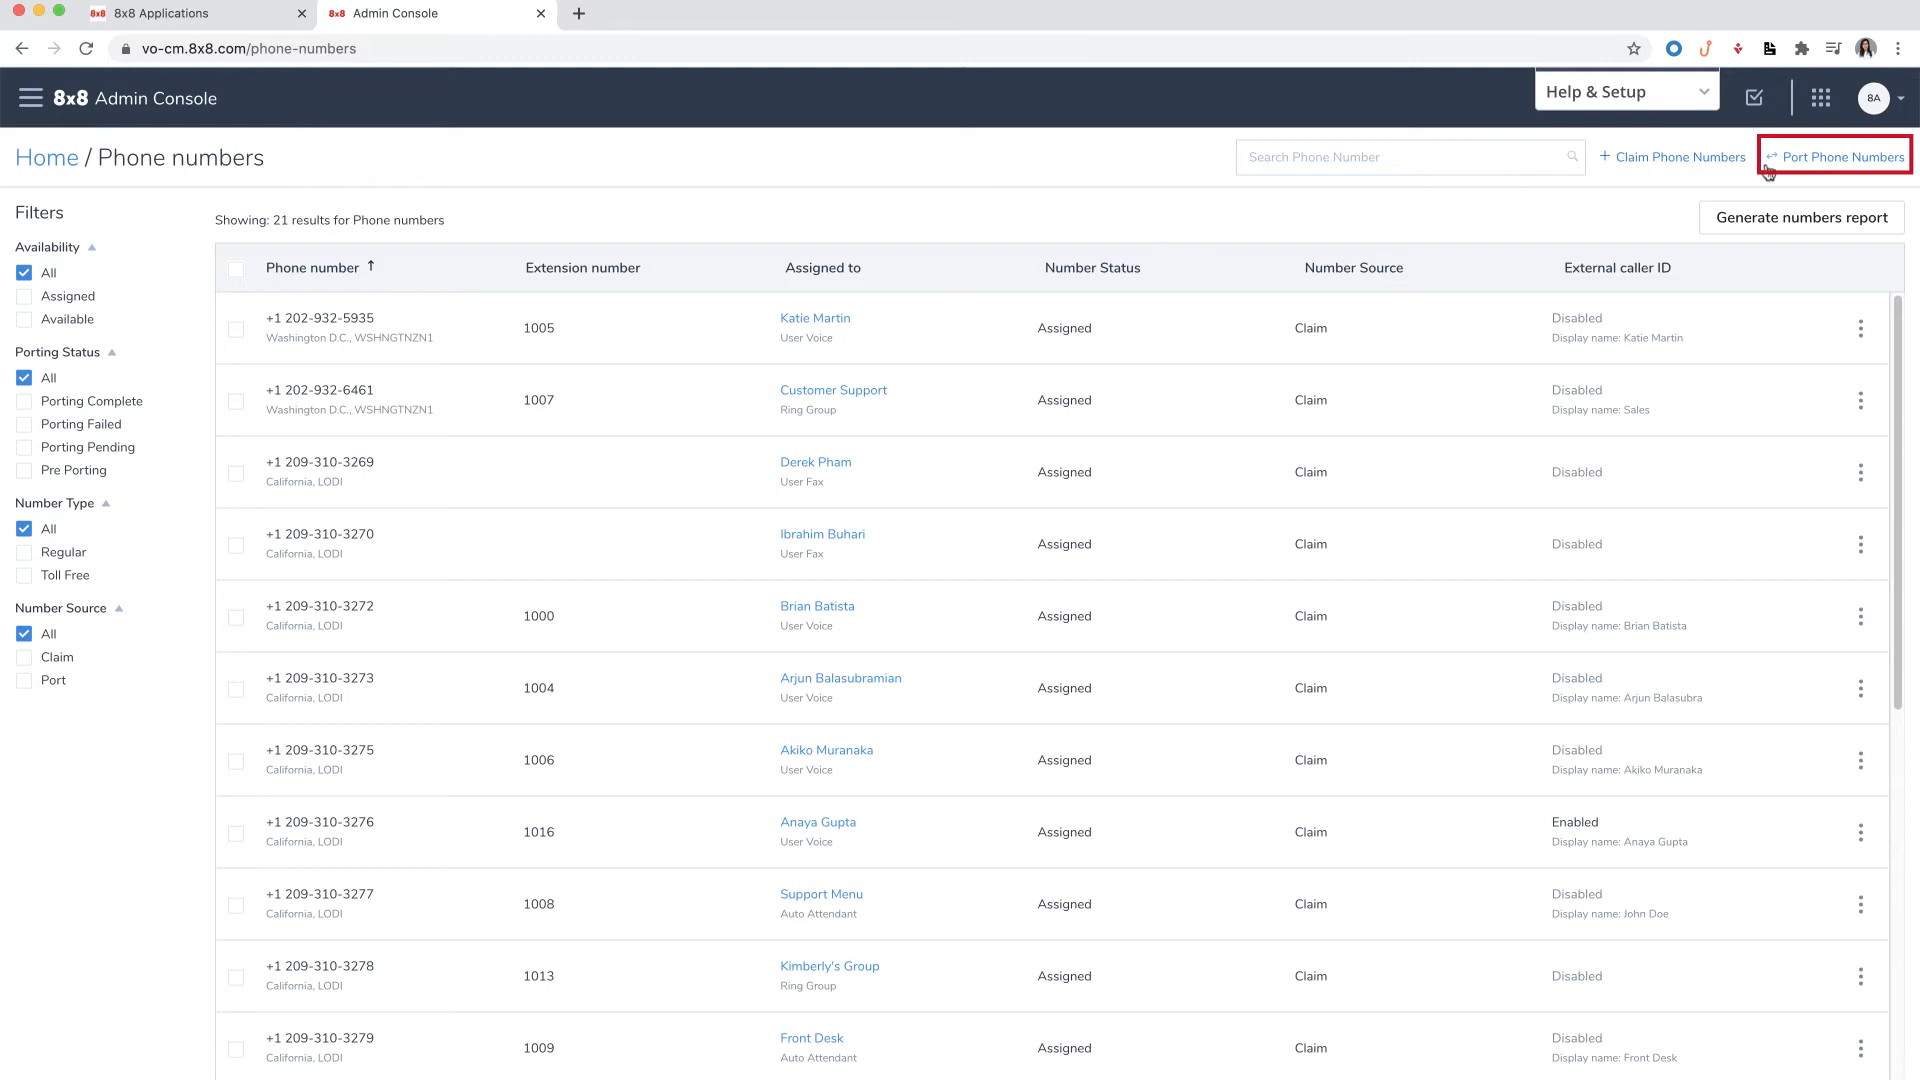 8x8 8x8 Applications
8x8 Admin Console
vo-cm.8x8.com/phone-numbers
8x8 Admin Console
Help & Setup
8A
Home / Phone numbers
Search Phone Number
+ Claim Phone Numbers
Port Phone Numbers
Filters
Availability
All
Assigned
Available
Porting Status
All
Porting Complete
Porting Failed
Porting Pending
Pre Porting
Number Type
All
Regular
Toll Free
Number Source
All
Claim
Port
Showing: 21 results for Phone numbers
Generate numbers report
Phone number ↑ Extension number Assigned to Number Status Number Source External caller ID
+1 202-932-5935 1005 Katie Martin Assigned Claim Disabled
Washington D.C., WSHNGTNZN1 User Voice Display name: Katie Martin
+1 202-932-6461 1007 Customer Support Assigned Claim Disabled
Washington D.C., WSHNGTNZN1 Ring Group Display name: Sales
+1 209-310-3269 Derek Pham Assigned Claim Disabled
California, LODI User Fax
+1 209-310-3270 Ibrahim Buhari Assigned Claim Disabled
California, LODI User Fax
+1 209-310-3272 1000 Brian Batista Assigned Claim Disabled
California, LODI User Voice Display name: Brian Batista
+1 209-310-3273 1004 Arjun Balasubramian Assigned Claim Disabled
California, LODI User Voice Display name: Arjun Balasubra
+1 209-310-3275 1006 Akiko Muranaka Assigned Claim Disabled
California, LODI User Voice Display name: Akiko Muranaka
+1 209-310-3276 1016 Anaya Gupta Assigned Claim Enabled
California, LODI User Voice Display name: Anaya Gupta
+1 209-310-3277 1008 Support Menu Assigned Claim Disabled
California, LODI Auto Attendant Display name: John Doe
+1 209-310-3278 1013 Kimberly's Group Assigned Claim Disabled
California, LODI Ring Group
+1 209-310-3279 1009 Front Desk Assigned Claim Disabled
California, LODI Auto Attendant Display name: Front Desk